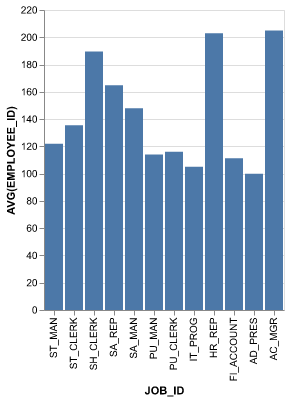 220
200
180
160
140
120
100
80
60
40
20
0
AVG(EMPLOYEE_ID)
ST_MAN
ST_CLERK
SH_CLERK
SA_REP
SA_MAN
PU_MAN
PU_CLERK
IT_PROG
HR_REP
FI_ACCOUNT
AD_PRES
AC_MGR
JOB_ID